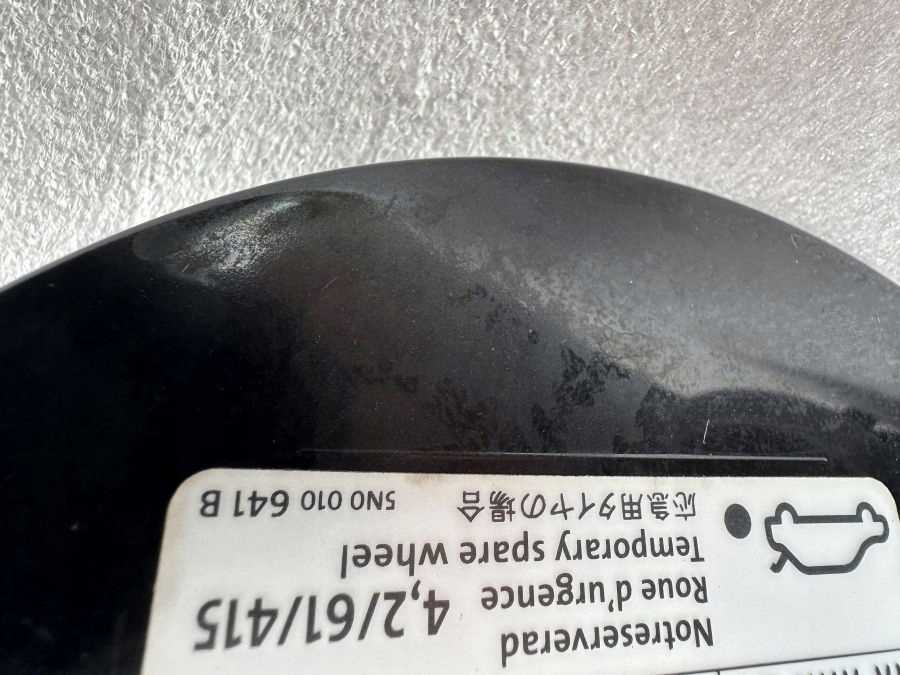 Notreserverad
Roue d'urgence 4,2/61/415
Temporary spare wheel
応急用タイヤの場合 5N0 010 641 B